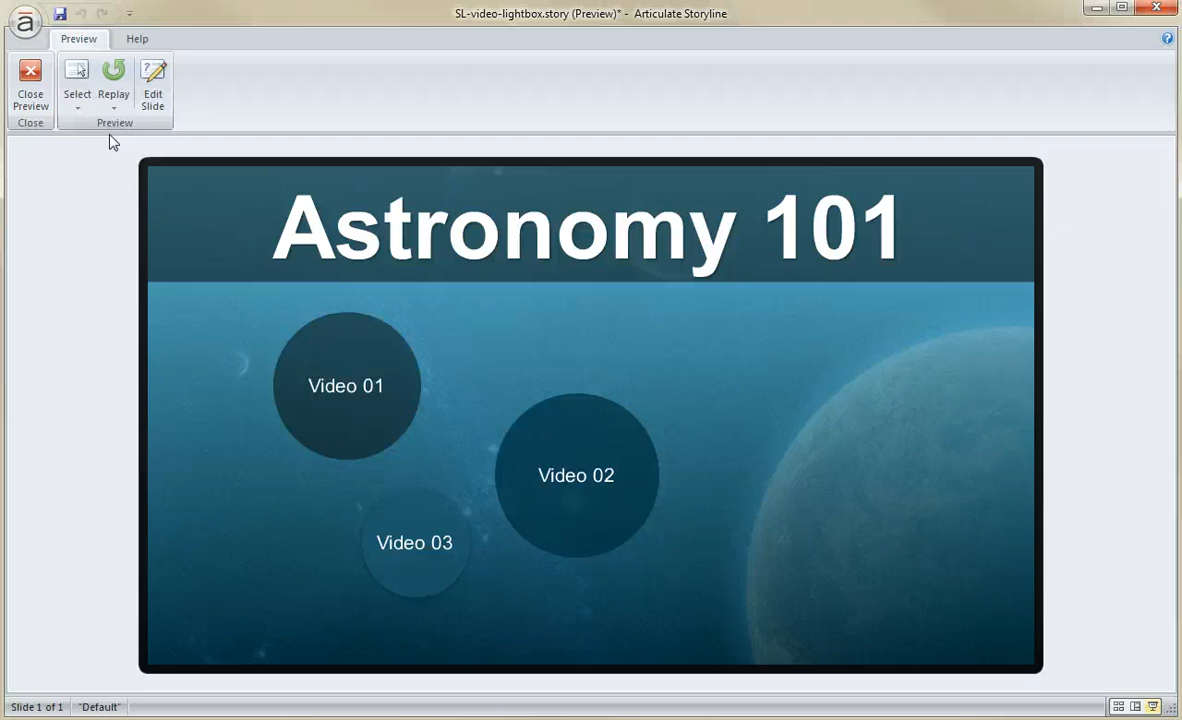 SL-video-lightbox.story (Preview)* - Articulate Storyline
Preview Help
Close Preview
Select
Replay
Edit Slide
Close
Preview
Astronomy 101
Video 01
Video 02
Video 03
Slide 1 of 1 "Default"